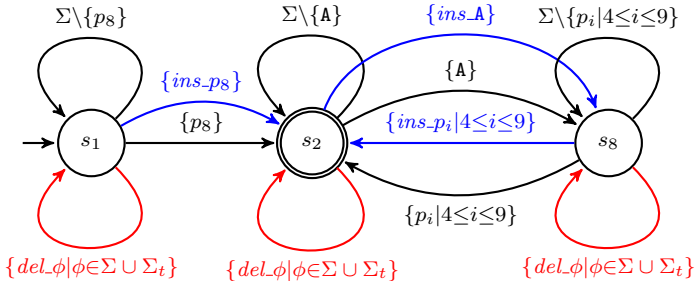 Σ\{p₈}
Σ\{A}
{ins_A}
Σ\{pᵢ|4≤i≤9}
{ins_p₈}
{A}
{p₈}
{ins_pᵢ|4≤i≤9}
s₁
s₂
s₈
{pᵢ|4≤i≤9}
{del_ϕ|ϕ∈Σ ∪ Σₜ}
{del_ϕ|ϕ∈Σ ∪ Σₜ}
{del_ϕ|ϕ∈Σ ∪ Σₜ}